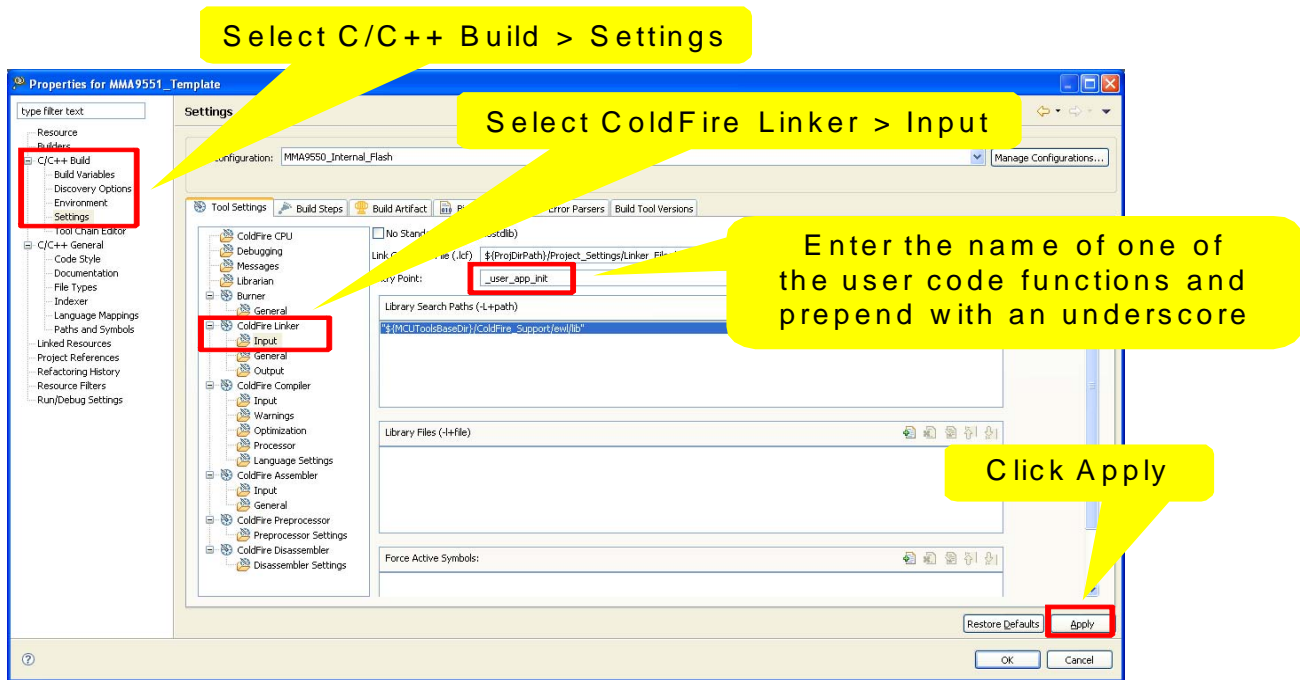 Select C/C++ Build > Settings
Properties for MMA9551_Template
type filter text
Settings
Select ColdFire Linker > Input
Resource
Builders
C/C++ Build
Build Variables
Discovery Options
Environment
Settings
Tool Chain Editor
C/C++ General
Code Style
Documentation
File Types
Indexer
Language Mappings
Paths and Symbols
Linked Resources
Project References
Refactoring History
Resource Filters
Run/Debug Settings
MMA9550_Internal_Flash
Manage Configurations...
Tool Settings
Build Steps
Build Artifact
Error Parsers
Build Tool Versions
ColdFire CPU
Debugging
Messages
Librarian
Burner
General
ColdFire Linker
Input
General
Output
ColdFire Compiler
Input
Warnings
Optimization
Processor
Language Settings
ColdFire Assembler
Input
General
ColdFire Preprocessor
Preprocessor Settings
ColdFire Disassembler
Disassembler Settings
No
(.lcf)
${ProjDirPath}/Project_Settings/Linker_
Point:
_user_app_init
Enter the name of one of
the user code functions and
prepend with an underscore
Library Search Paths (-L+path)
"${MCUToolsBaseDir}/ColdFire_Support/ewl/lib"
Library Files (-l+file)
Click Apply
Force Active Symbols:
Restore Defaults
Apply
OK
Cancel